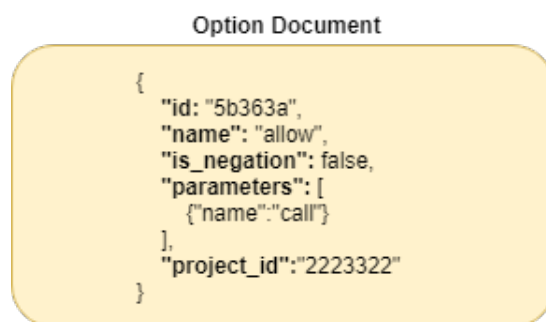 Option Document
{
"id: "5b363a",
"name": "allow",
"is_negation": false,
"parameters": [
{"name":"call"}
],
"project_id":"2223322"
}